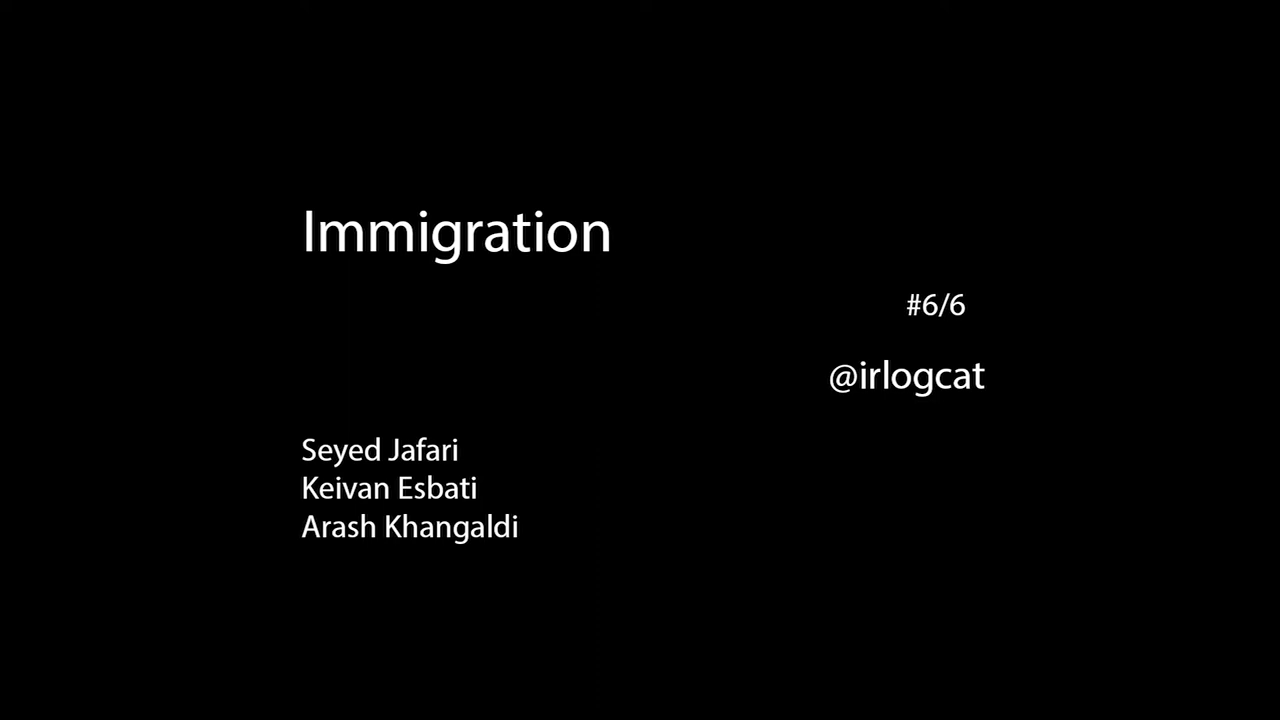 Immigration
#6/6
@irlogcat
Seyed Jafari
Keivan Esbati
Arash Khangaldi